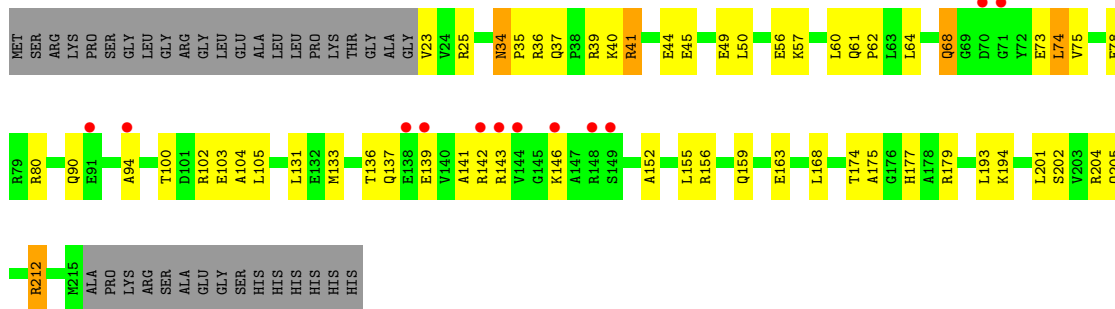 MET SER ARG LYS PRO SER GLY LEU GLY ARG GLY LEU GLU ALA LEU LEU PRO LYS THR GLY ALA GLY V23 V24 R25 N34 P35 R36 Q37 P38 R39 K40 R41 E44 E45 E49 L50 E56 K57 L60 Q61 P62 L63 L64 Q68 G69 D70 G71 Y72 E73 L74 V75
R79 R80 Q90 E91 A94 T100 D101 R102 E103 A104 L105 L131 E132 M133 T136 Q137 E138 E139 V140 A141 R142 R143 V144 G145 K146 A147 R148 S149 A152 L155 R156 Q159 E163 L168 T174 A175 G176 H177 A178 R179 L193 K194 L201 S202 V203 R204
R212 M215 ALA PRO LYS ARG SER ALA GLU GLY SER HIS HIS HIS HIS HIS HIS